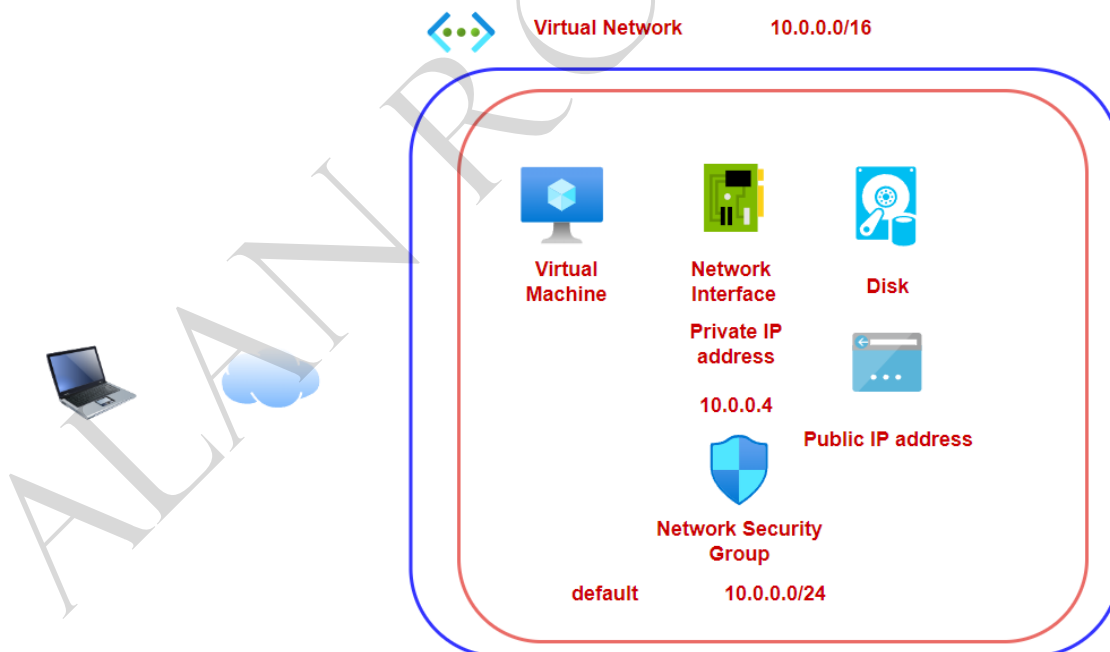 Virtual Network 10.0.0.0/16
Virtual
Machine
Network
Interface
Disk
Private IP
address
10.0.0.4
Public IP address
Network Security
Group
default 10.0.0.0/24
ALAN R